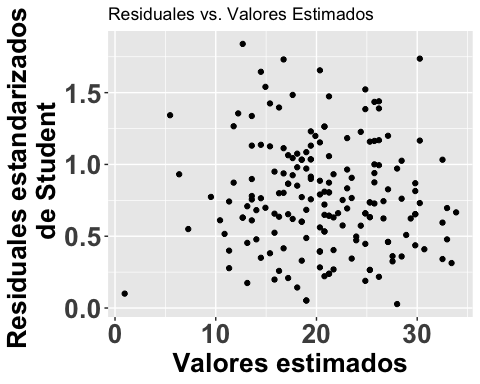 Residuales vs. Valores Estimados
Residuales estandarizados
de Student
1.5
1.0
0.5
0.0
0
10
20
30
Valores estimados